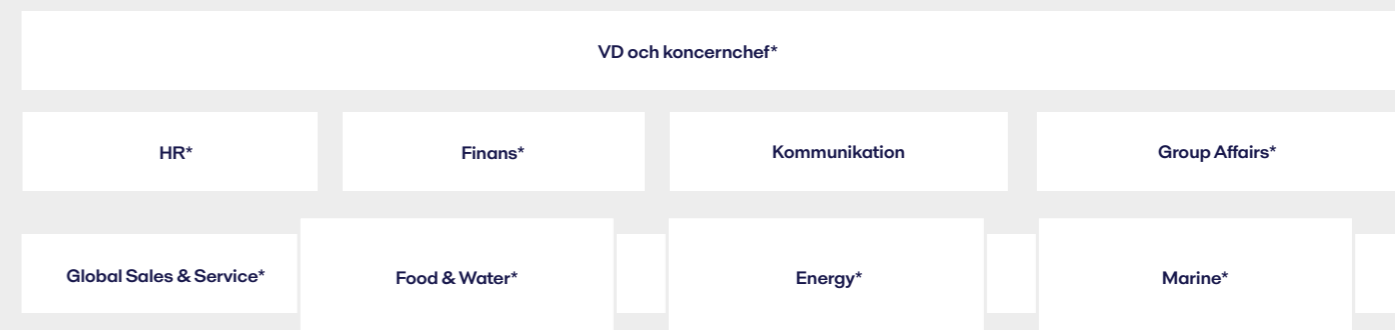 VD och koncernchef*
HR*
Finans*
Kommunikation
Group Affairs*
Global Sales & Service*
Food & Water*
Energy*
Marine*